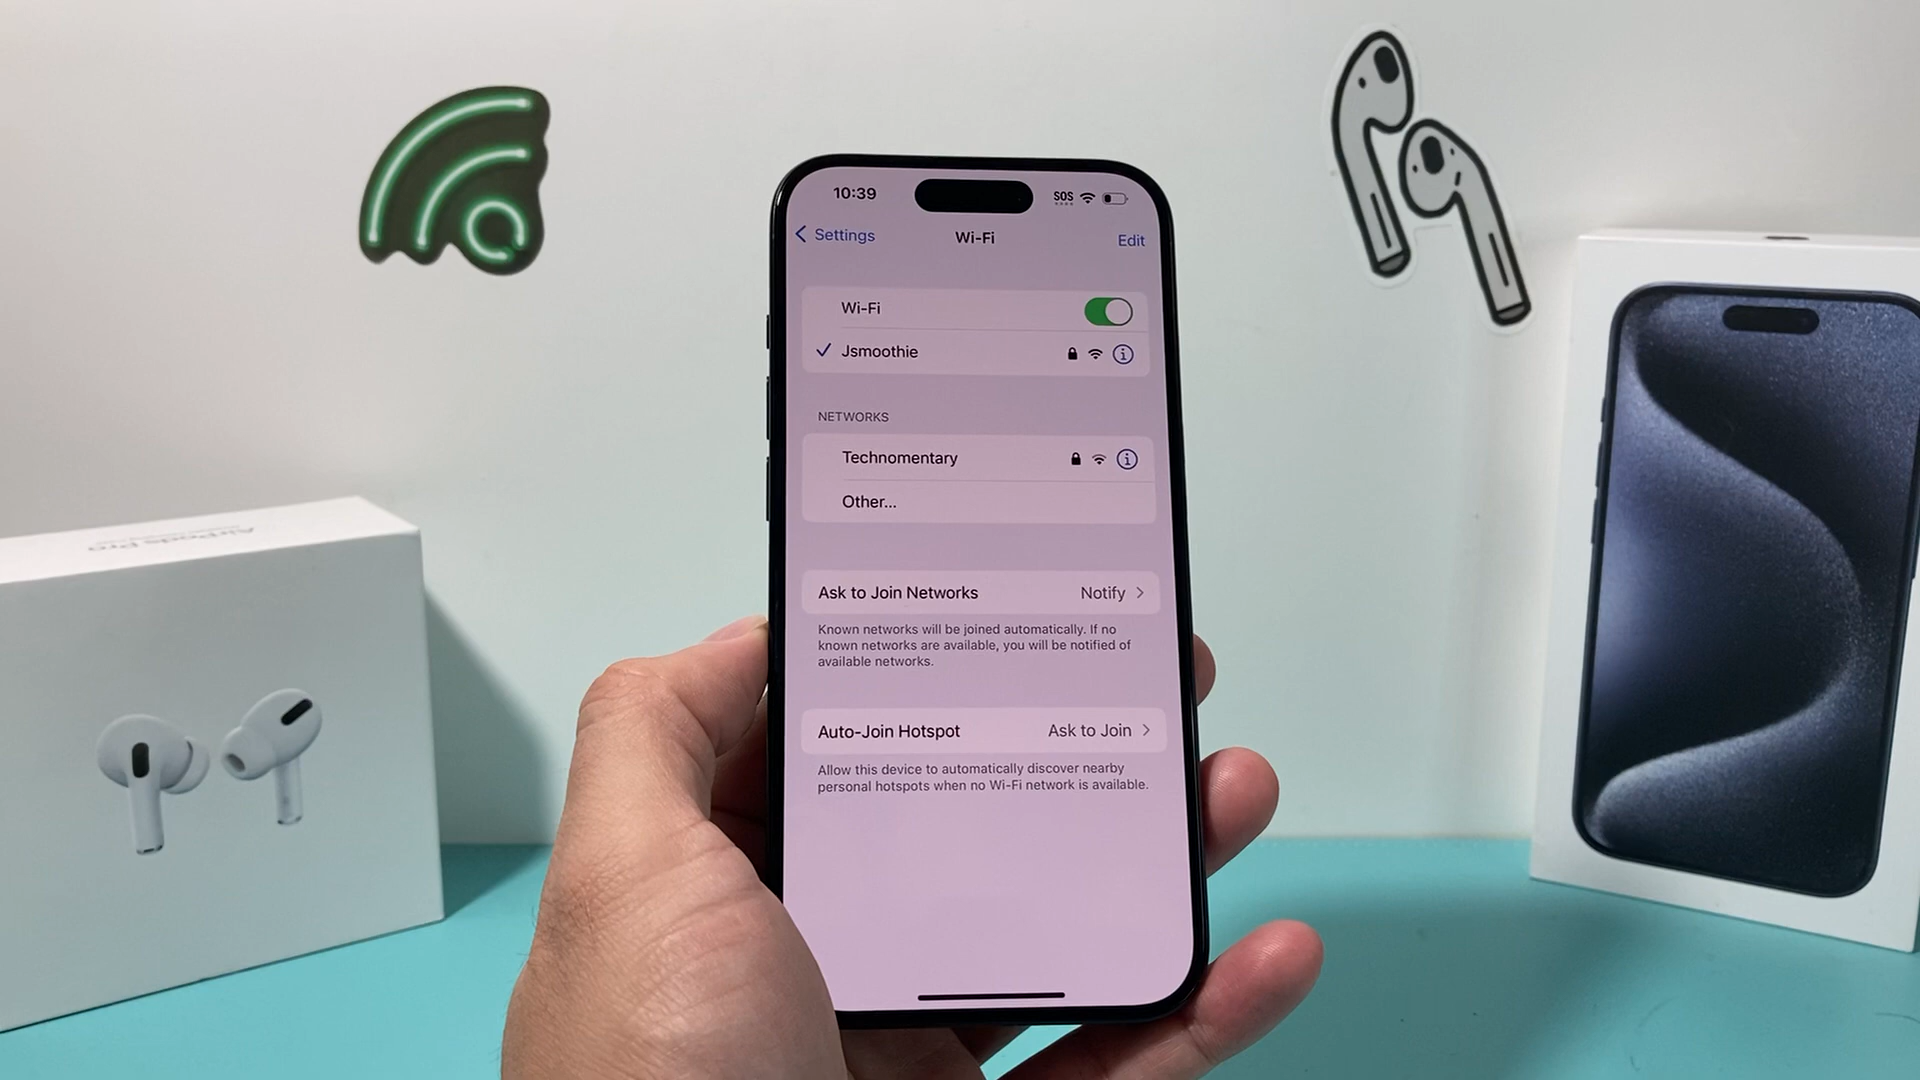 10:39
SOS
Settings
Wi-Fi
Edit
Wi-Fi
Jsmoothie
NETWORKS
Technomentary
Other...
Ask to Join Networks
Notify
Known networks will be joined automatically. If no
known networks are available, you will be notified of
available networks.
Auto-Join Hotspot
Ask to Join
Allow this device to automatically discover nearby
personal hotspots when no Wi-Fi network is available.
AirPods Pro